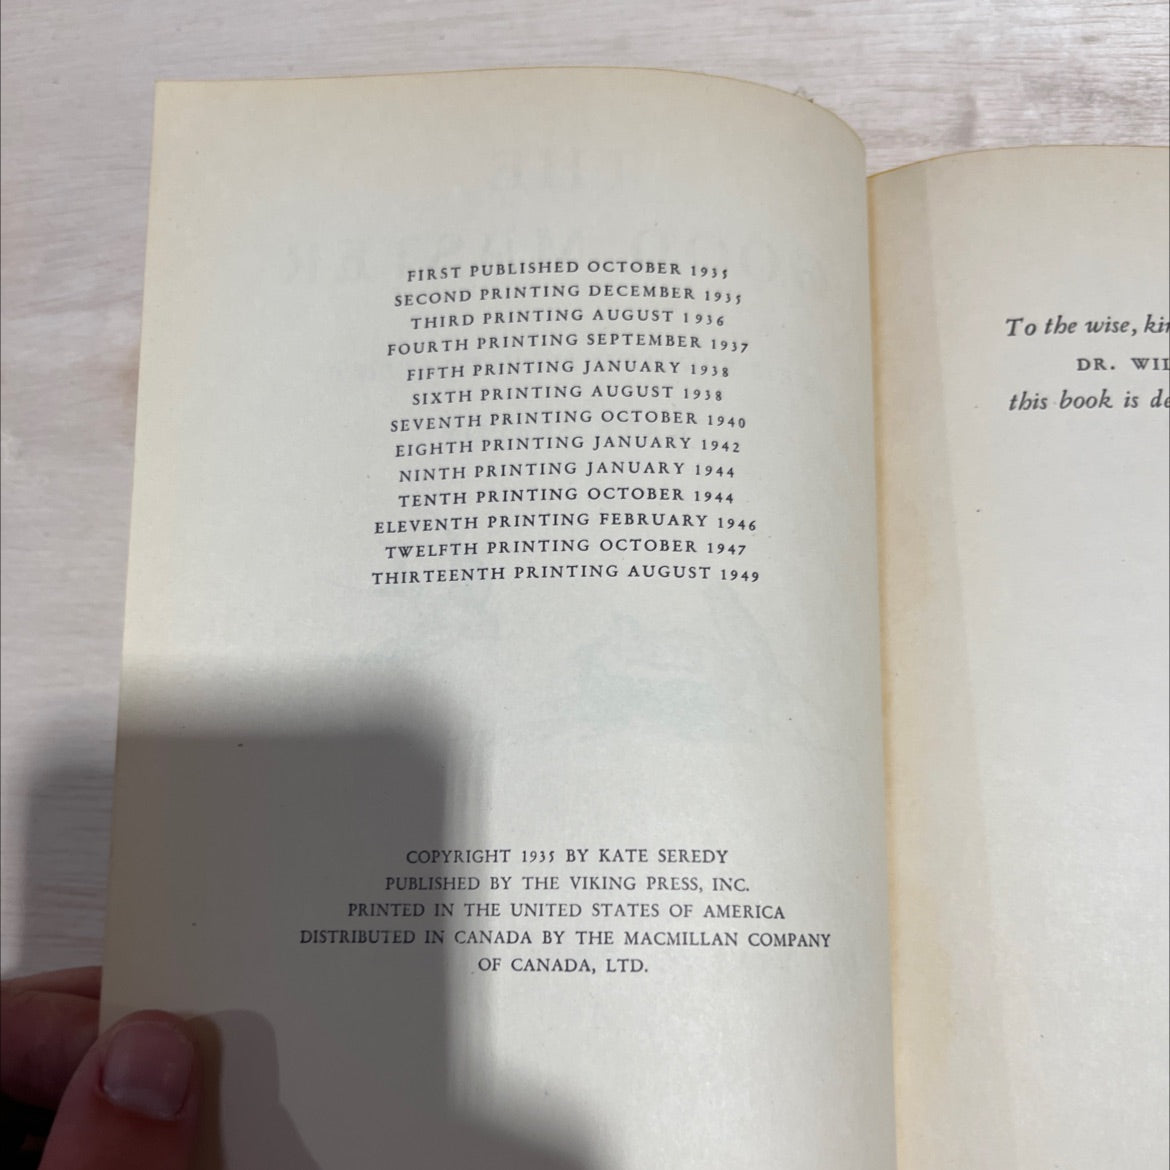 FIRST PUBLISHED OCTOBER 1935
SECOND PRINTING DECEMBER 1935
THIRD PRINTING AUGUST 1936
FOURTH PRINTING SEPTEMBER 1937
FIFTH PRINTING JANUARY 1938
SIXTH PRINTING AUGUST 1938
SEVENTH PRINTING OCTOBER 1940
EIGHTH PRINTING JANUARY 1942
NINTH PRINTING JANUARY 1944
TENTH PRINTING OCTOBER 1944
ELEVENTH PRINTING FEBRUARY 1946
TWELFTH PRINTING OCTOBER 1947
THIRTEENTH PRINTING AUGUST 1949
COPYRIGHT 1935 BY KATE SEREDY
PUBLISHED BY THE VIKING PRESS, INC.
PRINTED IN THE UNITED STATES OF AMERICA
DISTRIBUTED IN CANADA BY THE MACMILLAN COMPANY
OF CANADA, LTD.
To the wise,
DR.
this book is